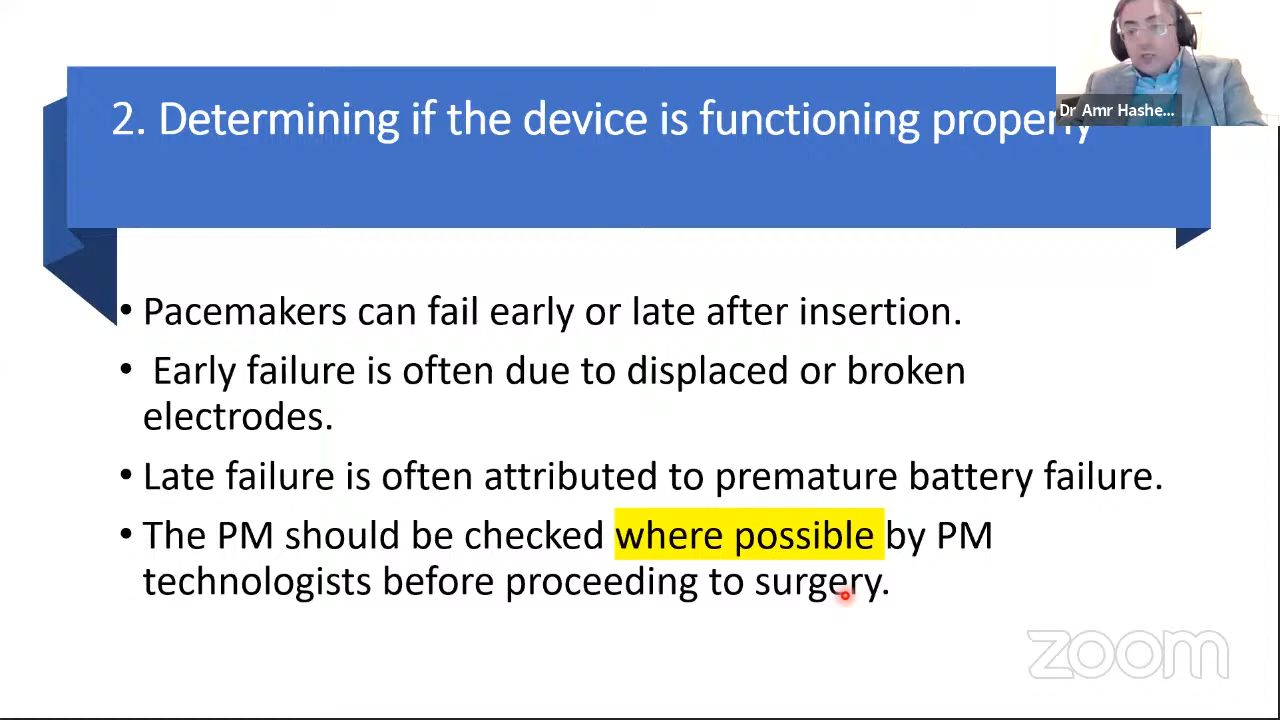 2. Determining if the device is functioning properly
Dr Amr Hashe...
• Pacemakers can fail early or late after insertion.
• Early failure is often due to displaced or broken
electrodes.
• Late failure is often attributed to premature battery failure.
• The PM should be checked where possible by PM
technologists before proceeding to surgery.
zoom